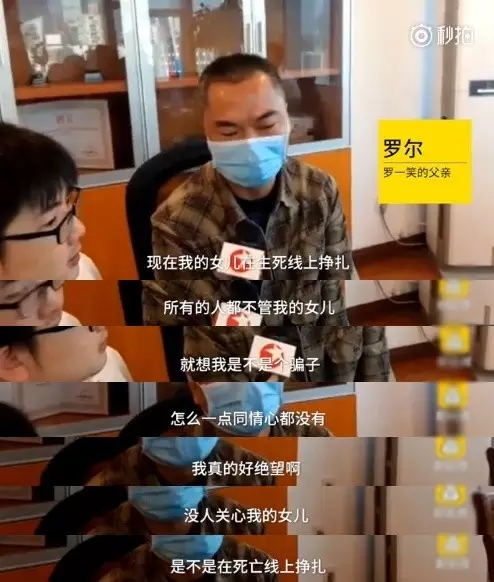 秒拍
罗尔
罗一笑的父亲
现在我的女儿在生死线上挣扎
所有的人都不管我的女儿
就想我是不是个骗子
怎么一点同情心都没有
我真的好绝望啊
没人关心我的女儿
是不是在死亡线上挣扎